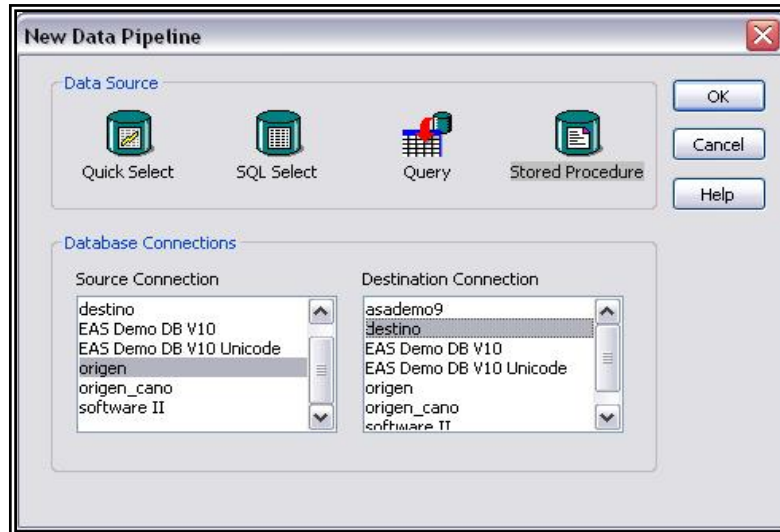 New Data Pipeline
Data Source
Quick Select
SQL Select
Query
Stored Procedure
OK
Cancel
Help
Database Connections
Source Connection
destino
EAS Demo DB V10
EAS Demo DB V10 Unicode
origen
origen_cano
software II
Destination Connection
asademo9
destino
EAS Demo DB V10
EAS Demo DB V10 Unicode
origen
origen_cano
software II